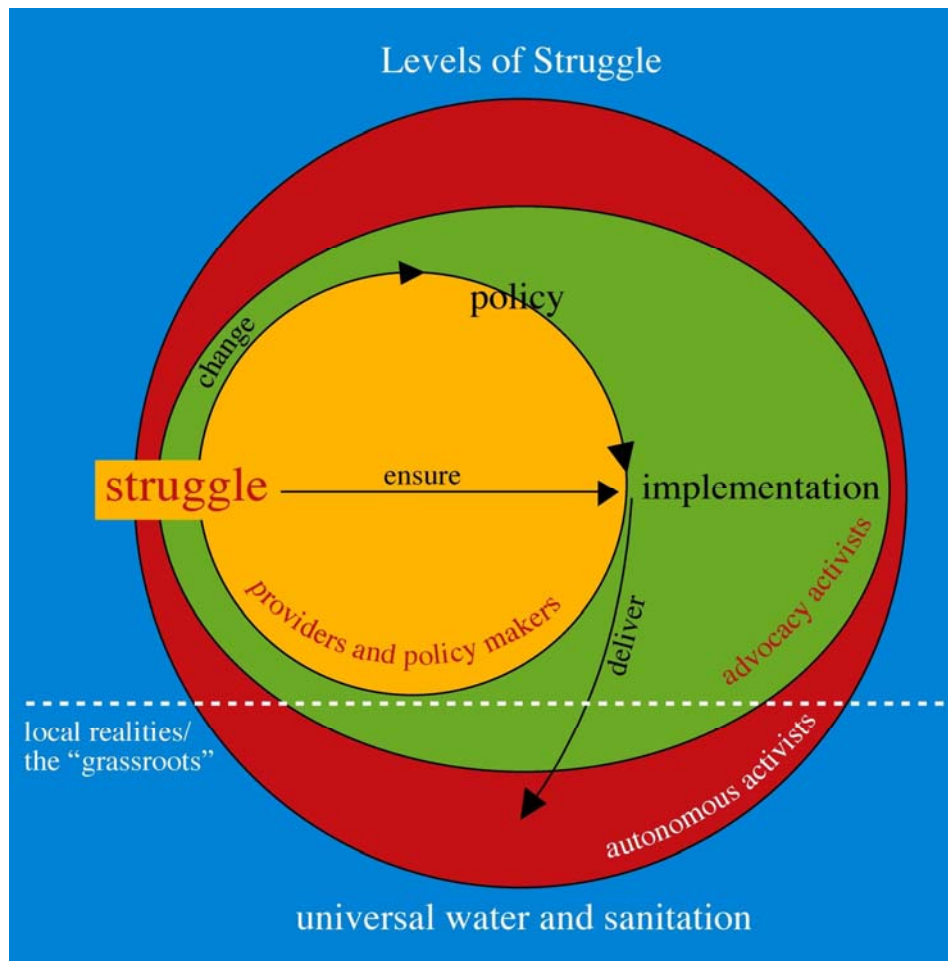 Levels of Struggle
policy
change
struggle
ensure
implementation
providers and policy makers
deliver
advocacy activists
local realities/
the “grassroots”
autonomous activists
universal water and sanitation